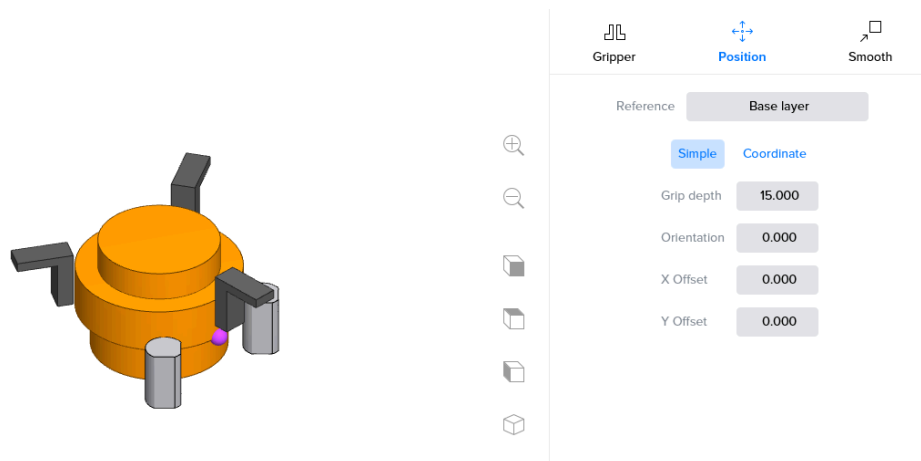 Gripper
Position
Smooth
Reference
Base layer
Simple
Coordinate
Grip depth
15.000
Orientation
0.000
X Offset
0.000
Y Offset
0.000